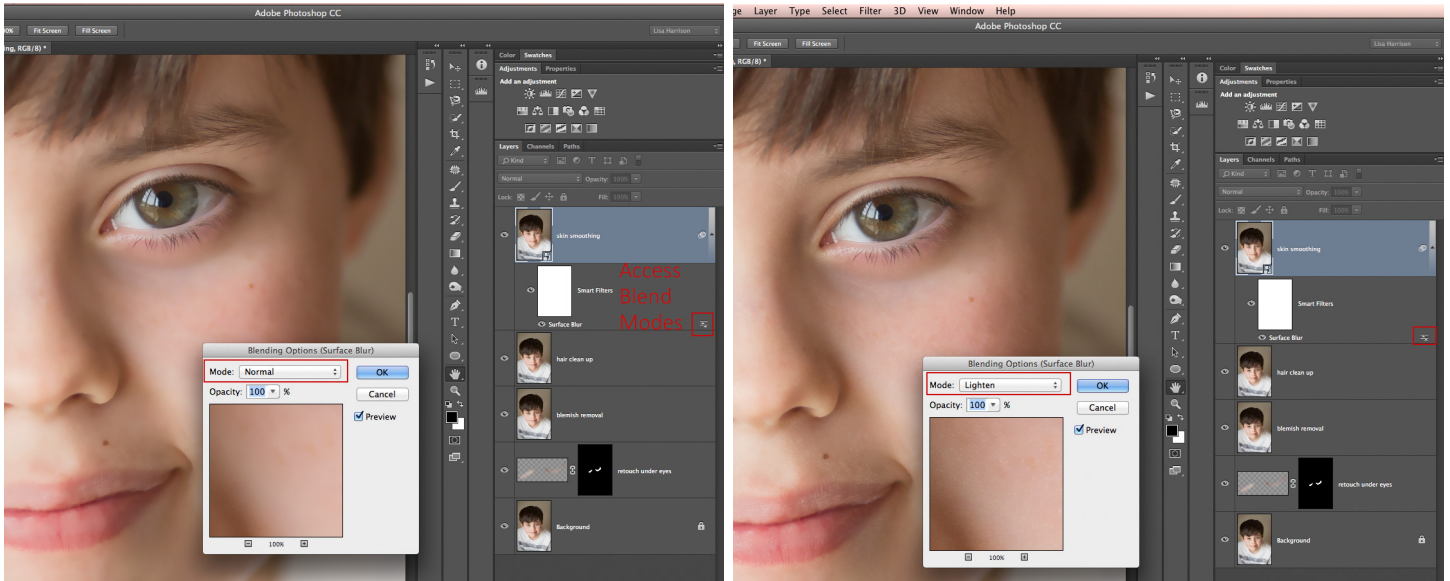 Adobe Photoshop CC
Fit Screen
Fill Screen
Lisa Harrison
ing, RGB/8) *
Color Swatches
Adjustments Properties
Add an adjustment
Layers Channels Paths
Kind
Normal Opacity: 100%
Lock: Fill: 100%
skin smoothing
Access
Blend
Modes
Smart Filters
Surface Blur
hair clean up
blemish removal
retouch under eyes
Background
Blending Options (Surface Blur)
Mode: Normal
OK
Opacity: 100 %
Cancel
Preview
100%
ge Layer Type Select Filter 3D View Window Help
Adobe Photoshop CC
Fit Screen
Fill Screen
Lisa Harrison
, RGB/8) *
Color Swatches
Adjustments Properties
Add an adjustment
Layers Channels Paths
Kind
Normal Opacity: 100%
Lock: Fill: 100%
skin smoothing
Smart Filters
Surface Blur
hair clean up
blemish removal
retouch under eyes
Background
Blending Options (Surface Blur)
Mode: Lighten
OK
Opacity: 100 %
Cancel
Preview
100%